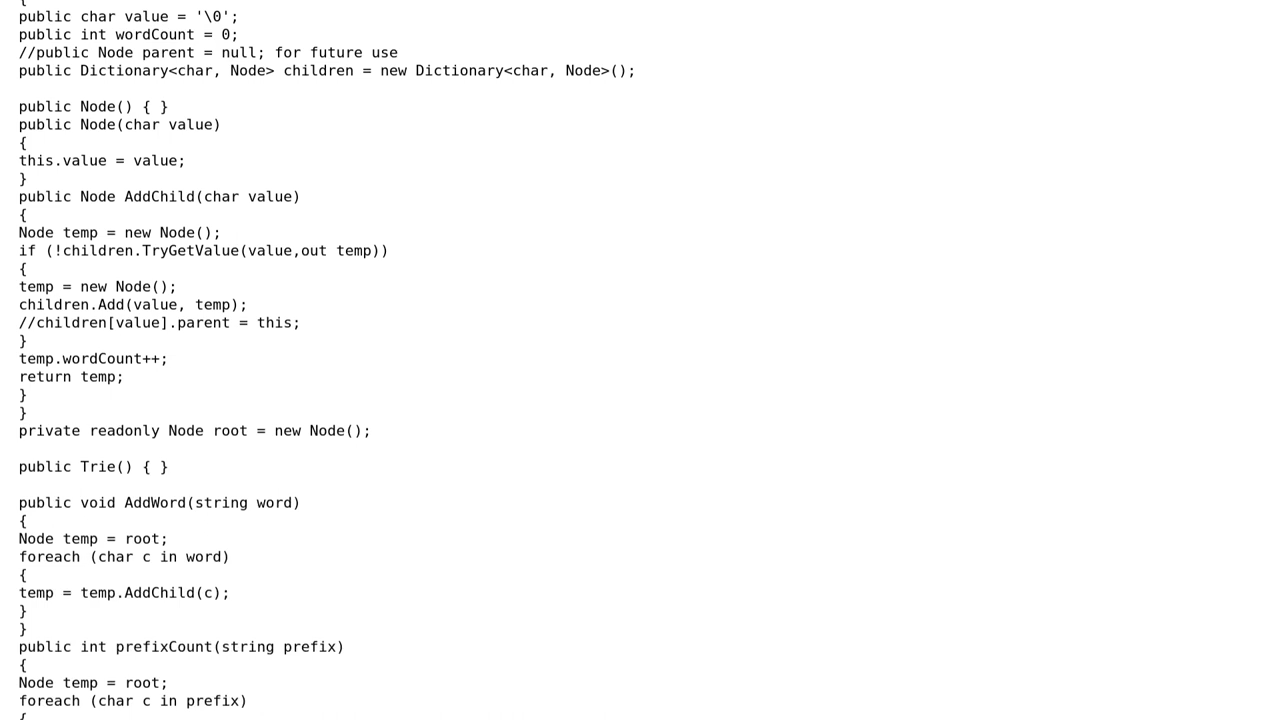 {
public char value = '\0';
public int wordCount = 0;
//public Node parent = null; for future use
public Dictionary<char, Node> children = new Dictionary<char, Node>();
public Node() { }
public Node(char value)
{
this.value = value;
}
public Node AddChild(char value)
{
Node temp = new Node();
if (!children.TryGetValue(value,out temp))
{
temp = new Node();
children.Add(value, temp);
//children[value].parent = this;
}
temp.wordCount++;
return temp;
}
}
private readonly Node root = new Node();
public Trie() { }
public void AddWord(string word)
{
Node temp = root;
foreach (char c in word)
{
temp = temp.AddChild(c);
}
}
public int prefixCount(string prefix)
{
Node temp = root;
foreach (char c in prefix)
{